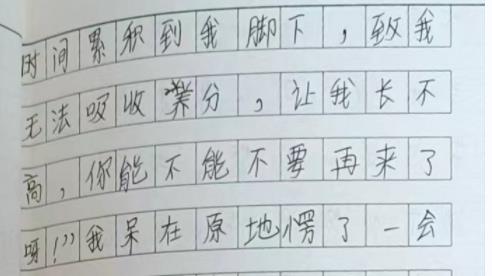 时间累积到我脚下，致我
无法吸收养分，让我长不
高，你能不能不要再来了
呀！”我呆在原地愣了一会